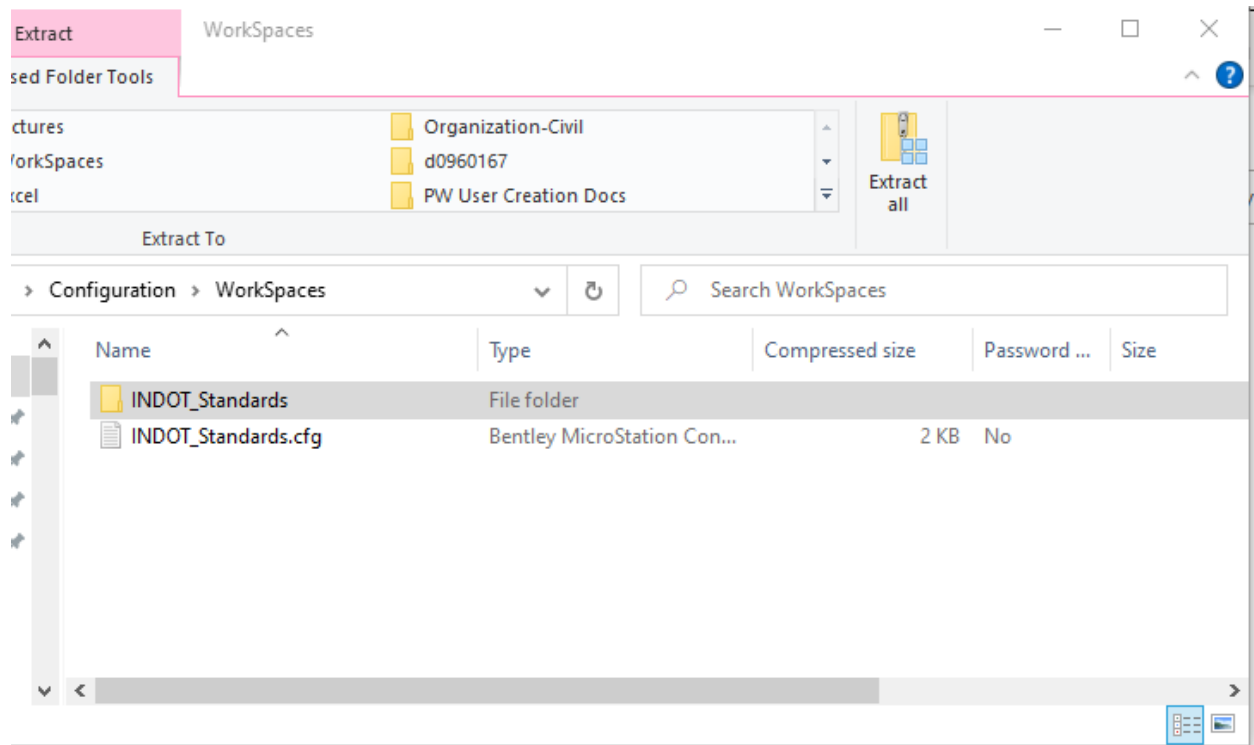 Extract WorkSpaces
sed Folder Tools
ctures Organization-Civil
/orkSpaces d0960167
xcel PW User Creation Docs
Extract
all
Extract To
Configuration WorkSpaces Search WorkSpaces
Name Type Compressed size Password ... Size
INDOT_Standards File folder
INDOT_Standards.cfg Bentley MicroStation Con... 2 KB No